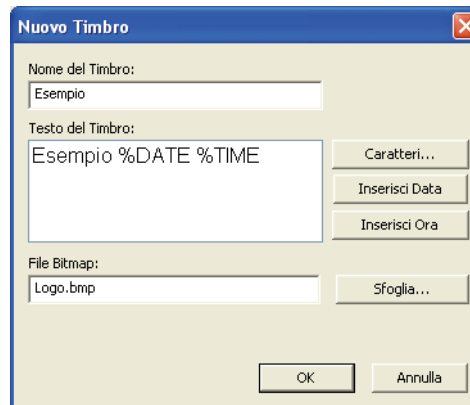 Nuovo Timbro
Nome del Timbro:
Esempio
Testo del Timbro:
Esempio %DATE %TIME
Caratteri...
Inserisci Data
Inserisci Ora
File Bitmap:
Logo.bmp
Sfoglia...
OK
Annulla